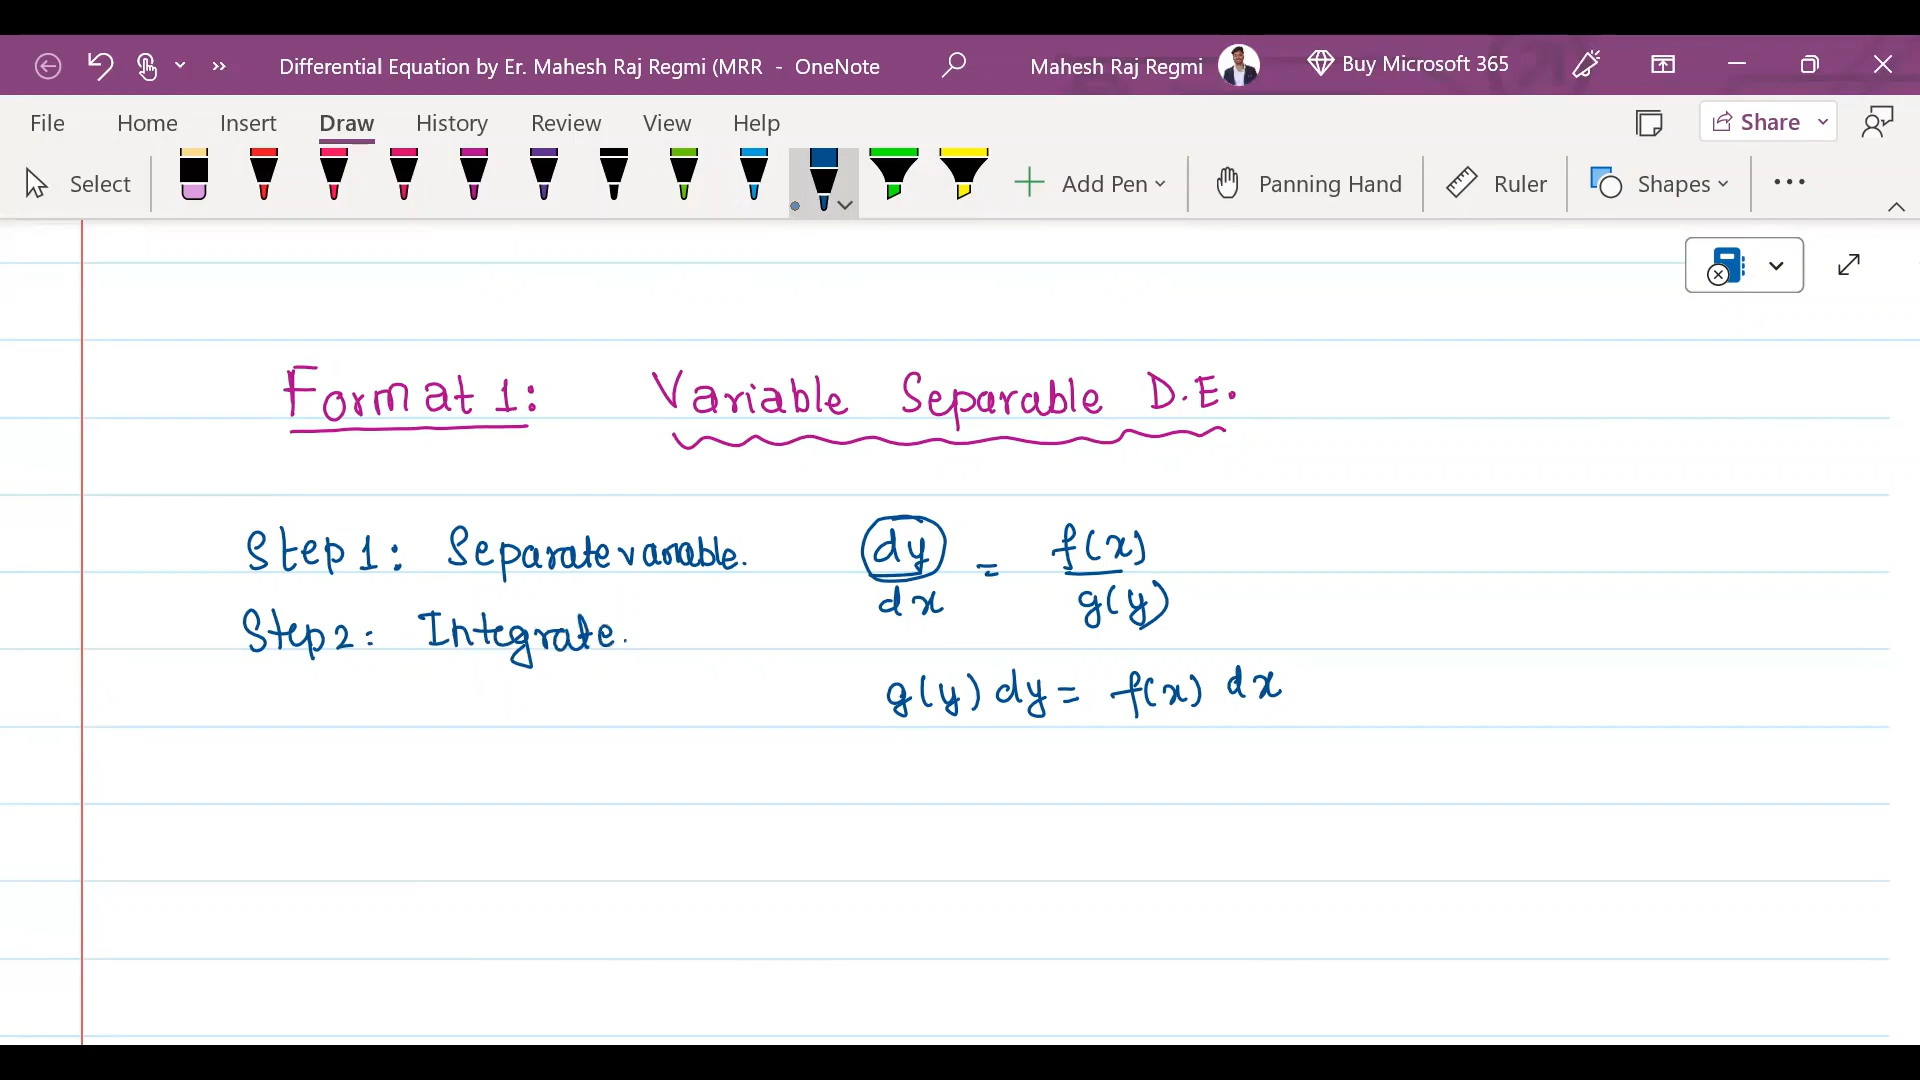 Differential Equation by Er. Mahesh Raj Regmi (MRR - OneNote
Mahesh Raj Regmi
Buy Microsoft 365
File Home Insert Draw History Review View Help
Share
Select
Add Pen
Panning Hand
Ruler
Shapes
Format 1: Variable Separable D.E.
Step 1: Separate variable.
dy/dx = f(x)/g(y)
Step 2: Integrate.
g(y) dy = f(x) dx